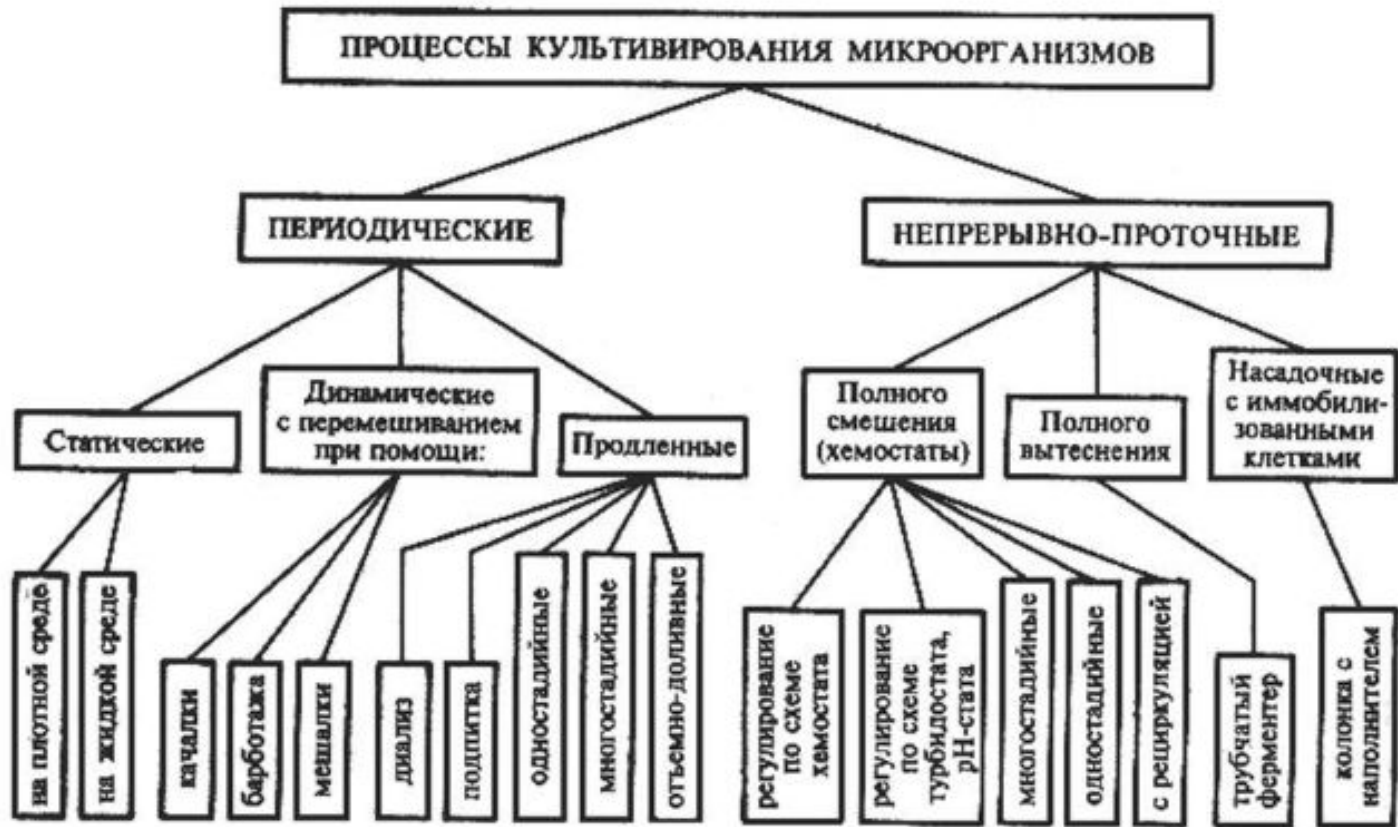 ПРОЦЕССЫ КУЛЬТИВИРОВАНИЯ МИКРООРГАНИЗМОВ
ПЕРИОДИЧЕСКИЕ
НЕПРЕРЫВНО-ПРОТОЧНЫЕ
Статические
Динамические
с перемешиванием
при помощи:
Продленные
Полного
смешения
(хемостаты)
Полного
вытеснения
Насадочные
с иммобили-
зованными
клетками
на плотной среде
на жидкой среде
качалки
барботажа
мешалки
диализ
подпитка
одностадийные
многостадийные
отъемно-доливные
регулирование
по схеме
хемостата
регулирование
по схеме
турбидостата,
pH-стата
многостадийные
одностадийные
с рециркуляцией
трубчатый
ферментер
колонка с
наполнителем